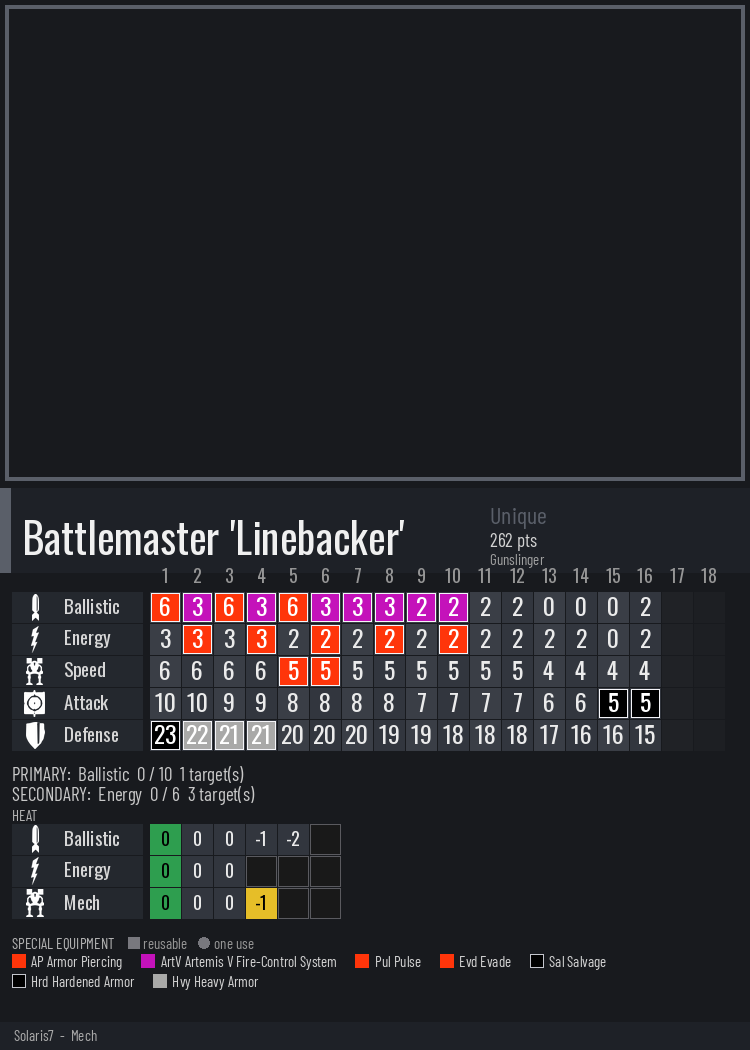 Battlemaster 'Linebacker'
Unique
262 pts
Gunslinger
1 2 3 4 5 6 7 8 9 10 11 12 13 14 15 16 17 18
Ballistic 6 3 6 3 6 3 3 3 2 2 2 2 0 0 0 2
Energy 3 3 3 3 2 2 2 2 2 2 2 2 2 2 0 2
Speed 6 6 6 6 5 5 5 5 5 5 5 5 4 4 4 4
Attack 10 10 9 9 8 8 8 8 7 7 7 7 6 6 5 5
Defense 23 22 21 21 20 20 20 19 19 18 18 18 17 16 16 15
PRIMARY: Ballistic 0 / 10 1 target(s)
SECONDARY: Energy 0 / 6 3 target(s)
HEAT
Ballistic 0 0 0 -1 -2
Energy 0 0 0
Mech 0 0 0 -1
SPECIAL EQUIPMENT reusable one use
AP Armor Piercing ArtV Artemis V Fire-Control System Pul Pulse Evd Evade Sal Salvage
Hrd Hardened Armor Hvy Heavy Armor
Solaris7 - Mech